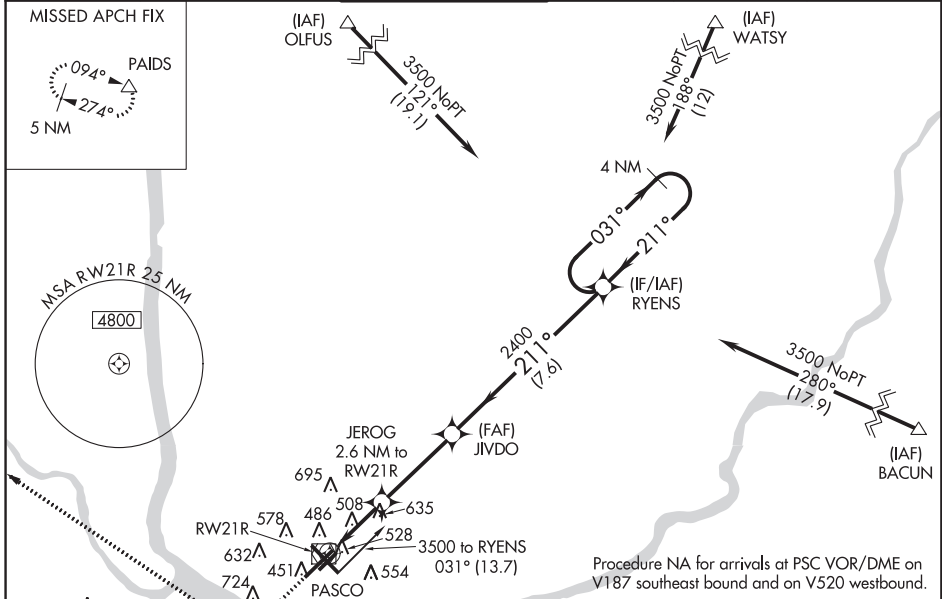 MISSED APCH FIX
094°
PAIDS
274°
5 NM
(IAF)
OLFUS
3500 NoPT
121°
(19.1)
(IAF)
WATSY
3500 NoPT
188°
(12)
4 NM
031°
211°
(IF/IAF)
RYENS
MSA RW21R 25 NM
4800
2400
211°
(7.6)
3500 NoPT
280°
(17.9)
(IAF)
BACUN
(FAF)
JIVDO
JEROG
2.6 NM to
RW21R
695
508
635
578
486
RW21R
528
632
3500 to RYENS
031° (13.7)
451
554
724
PASCO
Procedure NA for arrivals at PSC VOR/DME on
V187 southeast bound and on V520 westbound.